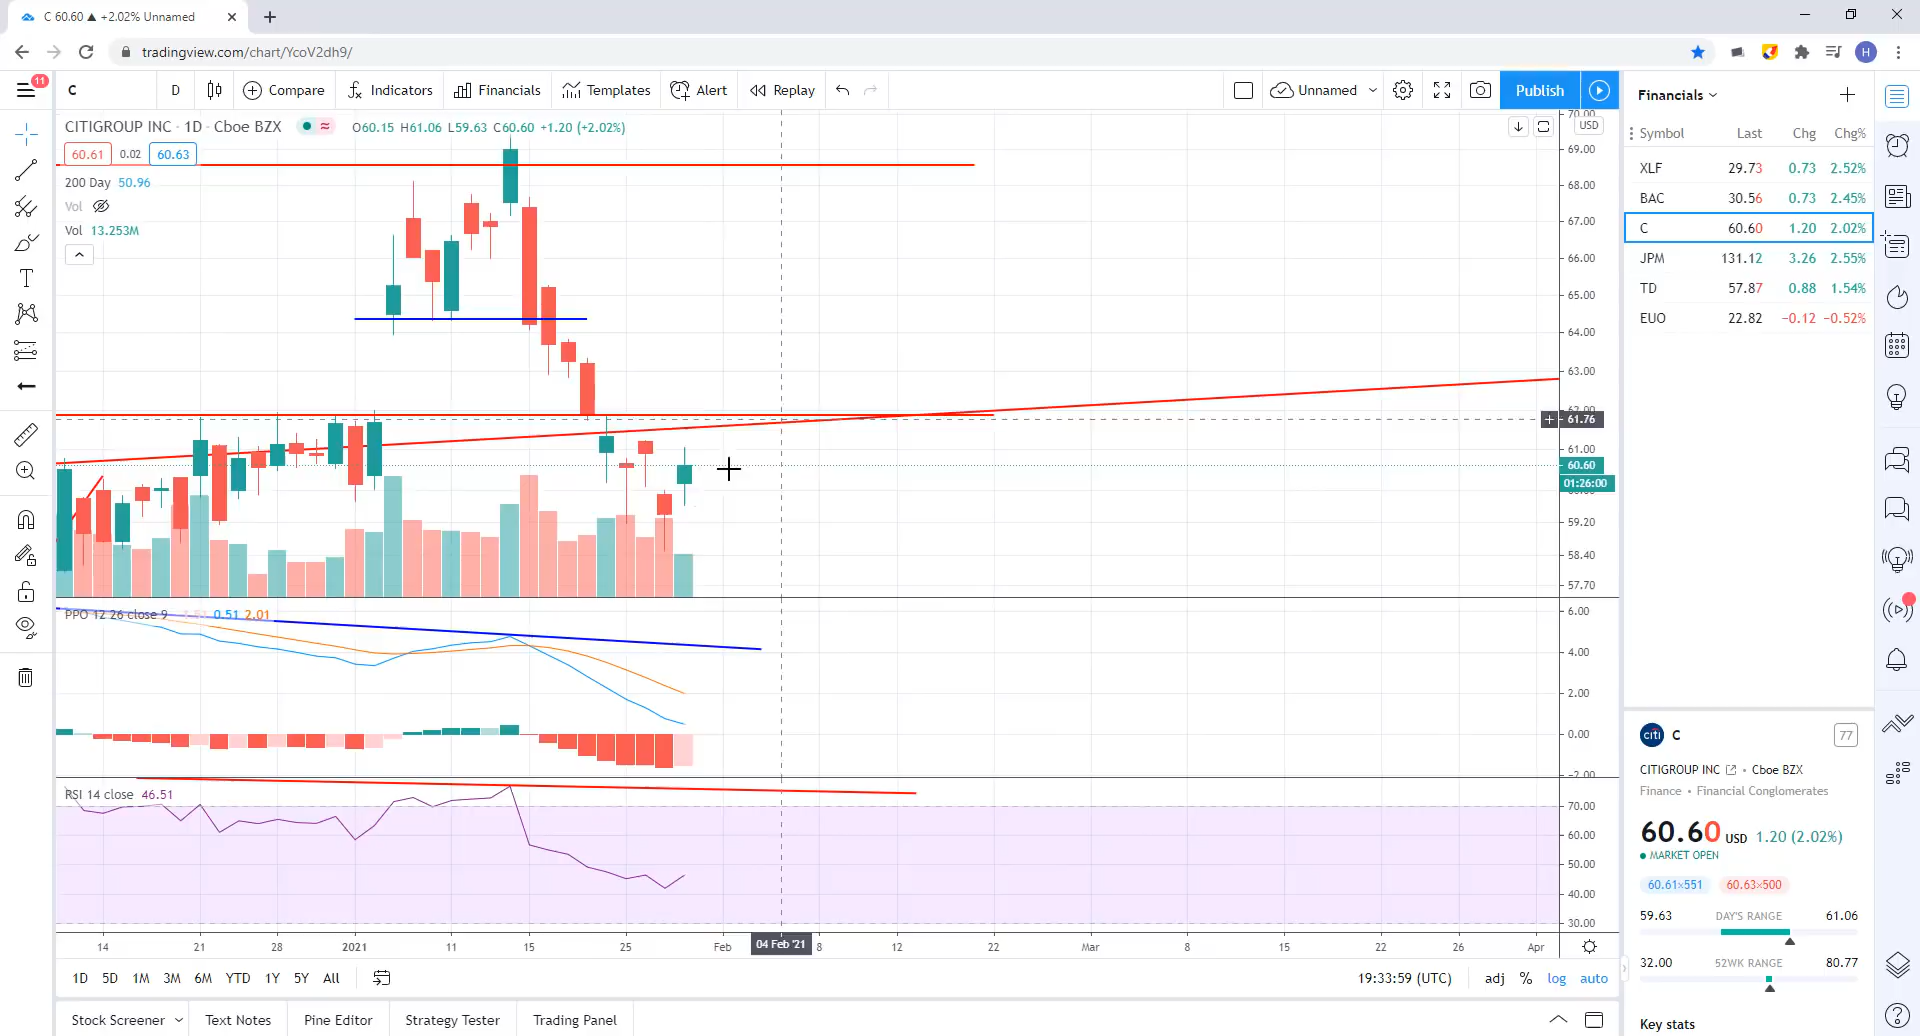 C 60.60 ▲ +2.02% Unnamed
tradingview.com/chart/YcoV2dh9/
H
11
C D Compare Indicators Financials Templates Alert Replay Unnamed Publish
CITIGROUP INC · 1D · Cboe BZX O60.15 H61.06 L59.63 C60.60 +1.20 (+2.02%)
60.61 0.02 60.63
200 Day 50.96
Vol
Vol 13.253M
USD
70.00
69.00
68.00
67.00
66.00
65.00
64.00
63.00
62.00
61.76
61.00
60.60
01:26:00
59.20
58.40
57.70
PPO 12 26 close 9 -1.51 0.51 2.01
6.00
4.00
2.00
0.00
−2.00
RSI 14 close 46.51
70.00
60.00
50.00
40.00
30.00
14 21 28 2021 11 15 25 Feb 04 Feb '21 8 12 22 Mar 8 15 22 26 Apr
1D 5D 1M 3M 6M YTD 1Y 5Y All 19:33:59 (UTC) adj % log auto
Stock Screener Text Notes Pine Editor Strategy Tester Trading Panel
Financials
Symbol Last Chg Chg%
XLF 29.73 0.73 2.52%
BAC 30.56 0.73 2.45%
C 60.60 1.20 2.02%
JPM 131.12 3.26 2.55%
TD 57.87 0.88 1.54%
EUO 22.82 −0.12 −0.52%
citi C 77
CITIGROUP INC • Cboe BZX
Finance • Financial Conglomerates
60.60 USD 1.20 (2.02%)
MARKET OPEN
60.61×551 60.63×500
59.63 DAY'S RANGE 61.06
32.00 52WK RANGE 80.77
Key stats